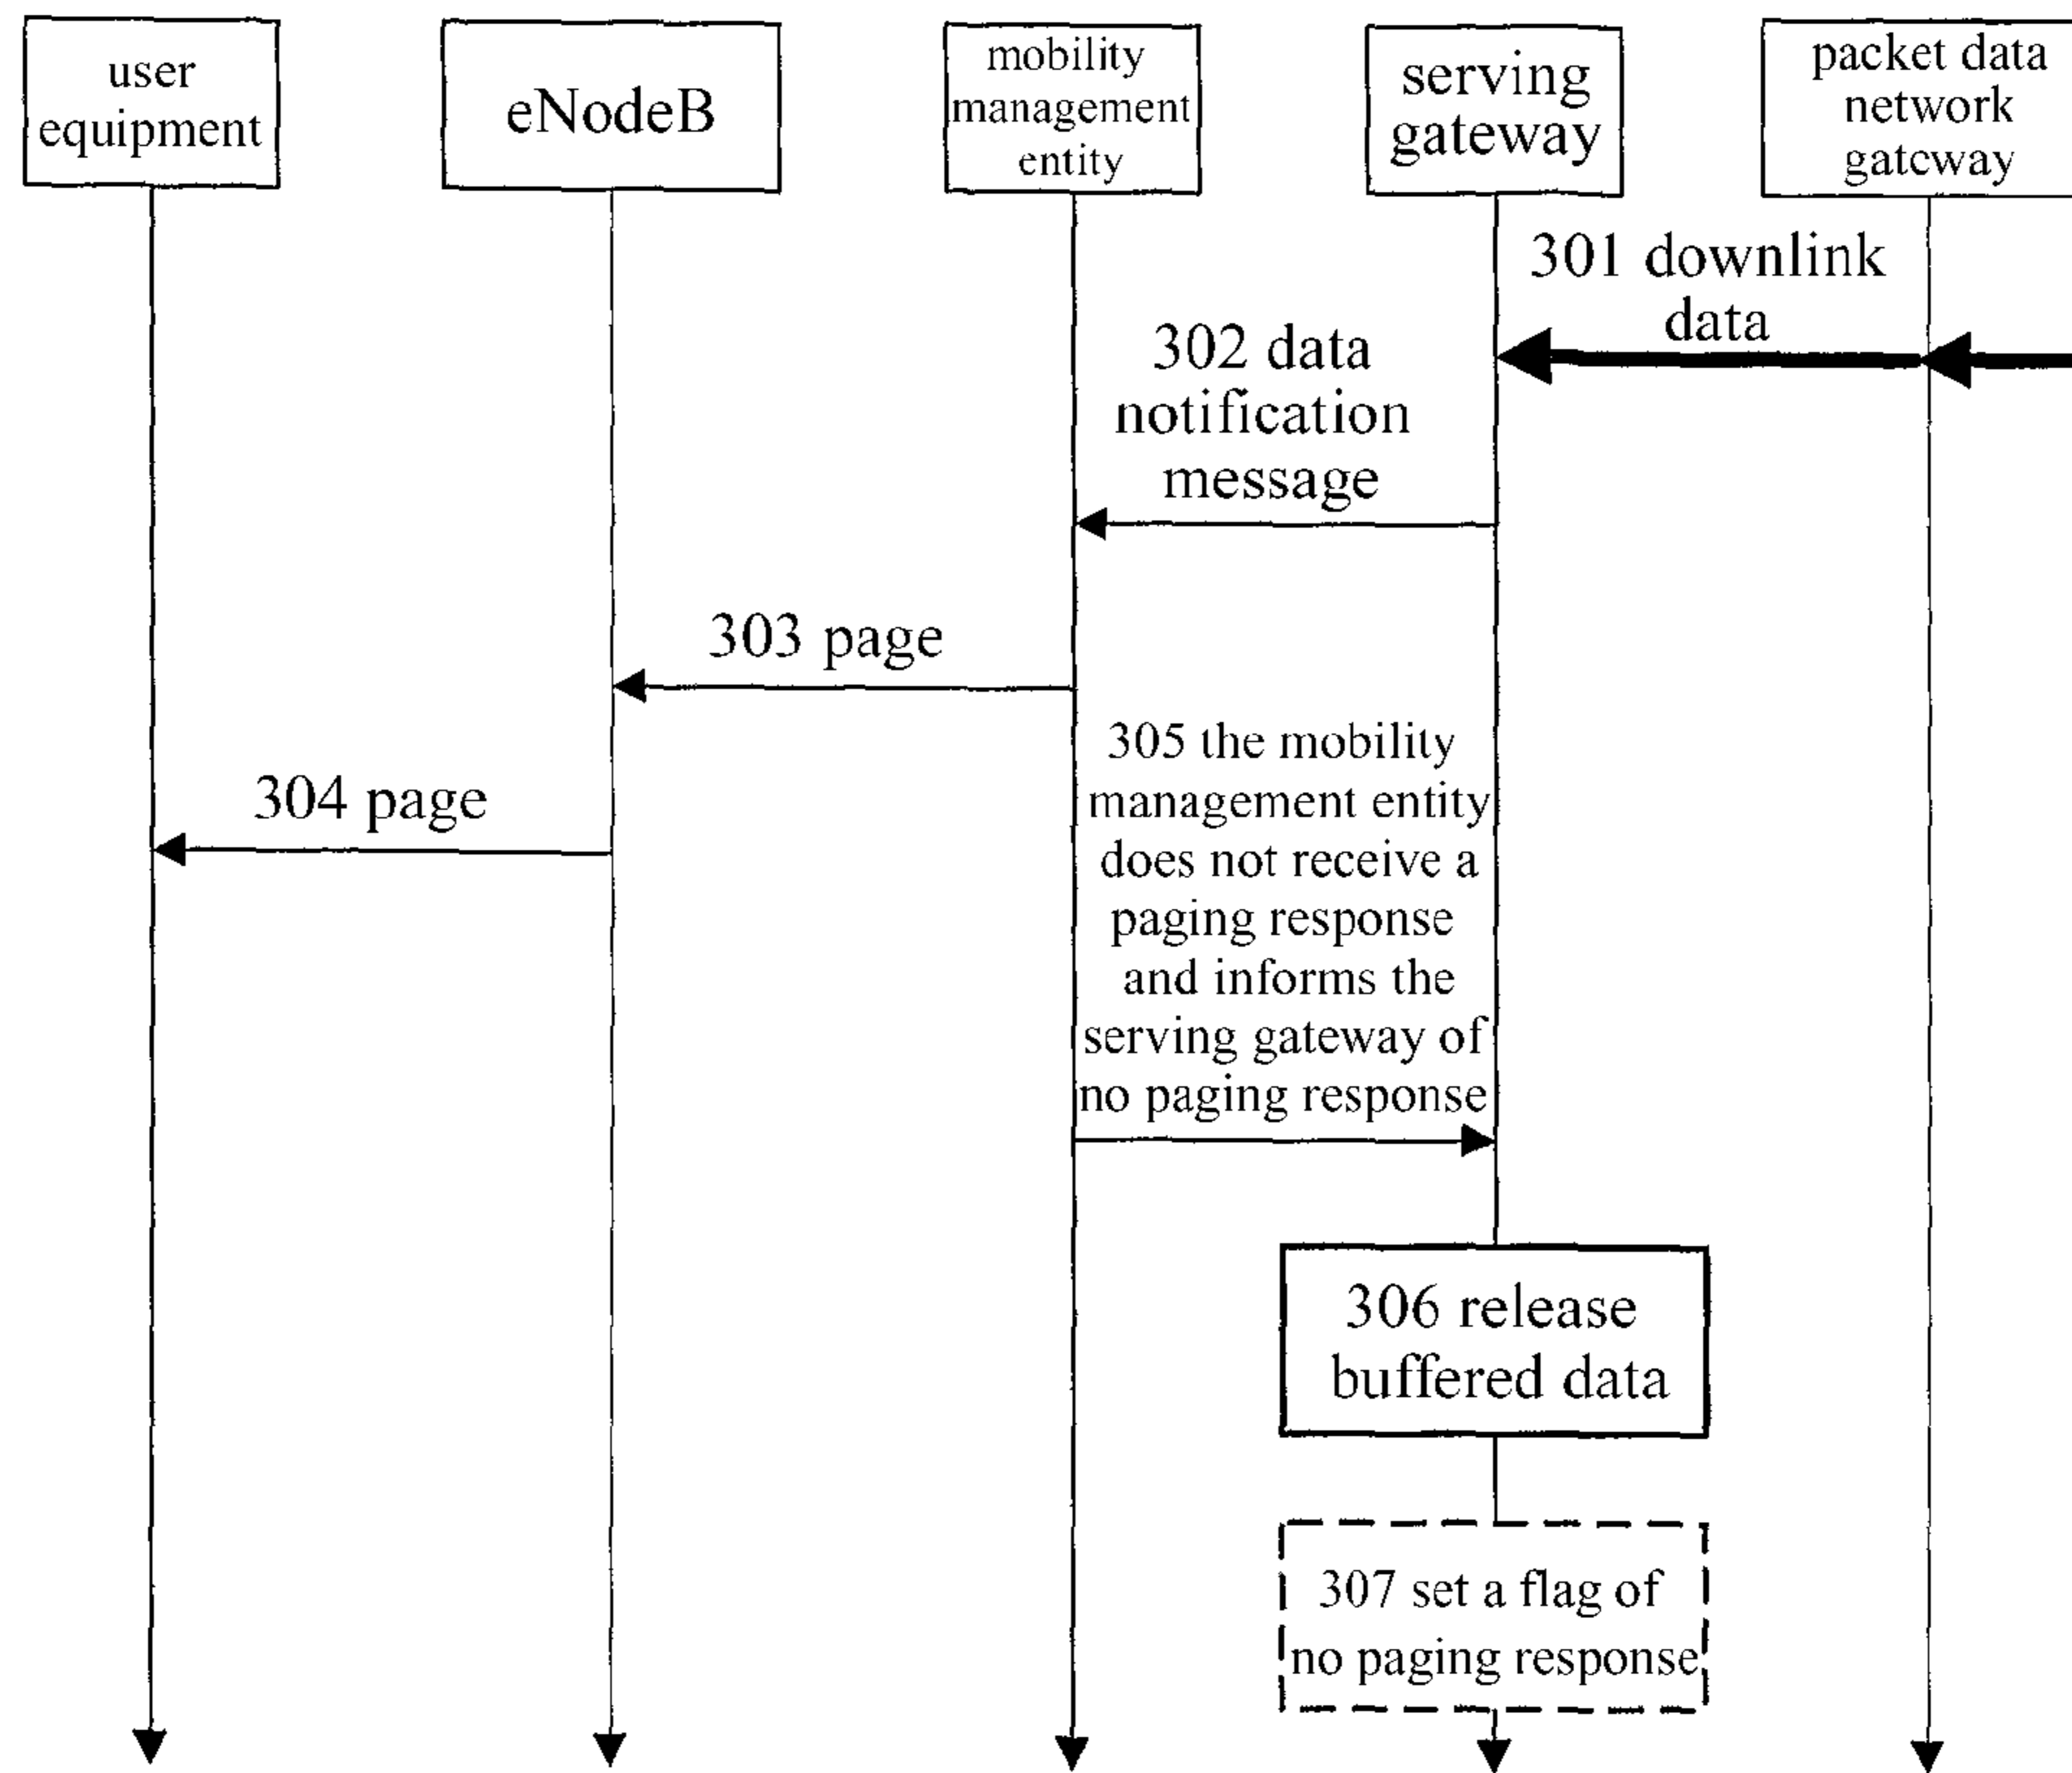 user
equipment
eNodeB
mobility
management
entity
serving
gateway
packet data
network
gateway
301 downlink
data
302 data
notification
message
303 page
304 page
305 the mobility
management entity
does not receive a
paging response
and informs the
serving gateway of
no paging response
306 release
buffered data
307 set a flag of
no paging response